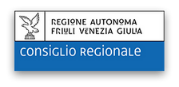 REGIONE AUTONOMA
FRIULI VENEZIA GIULIA
CONSIGLIO REGIONALE